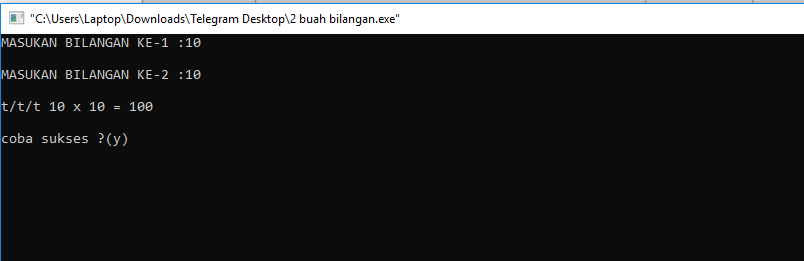 "C:\Users\Laptop\Downloads\Telegram Desktop\2 buah bilangan.exe"
MASUKAN BILANGAN KE-1 :10
MASUKAN BILANGAN KE-2 :10
t/t/t 10 x 10 = 100
coba sukses ?(y)